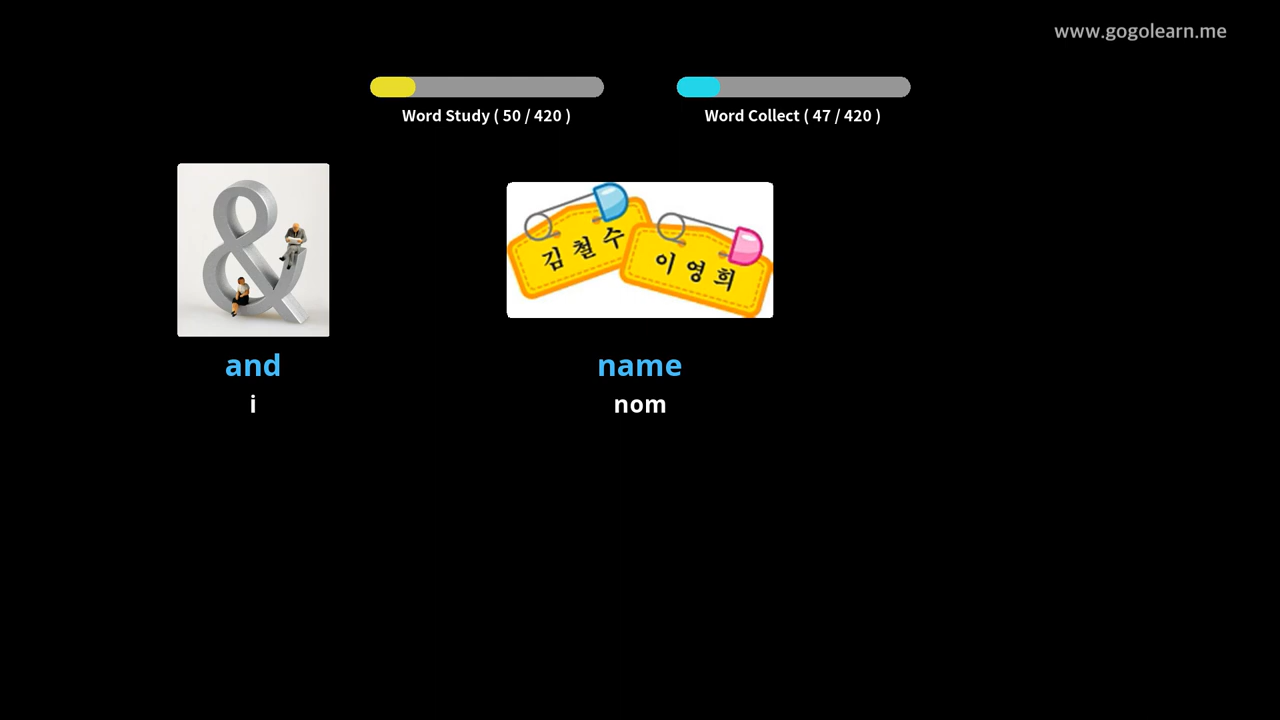 www.gogolearn.me
Word Study ( 50 / 420 )
Word Collect ( 47 / 420 )
&
김철수
이영희
and
i
name
nom